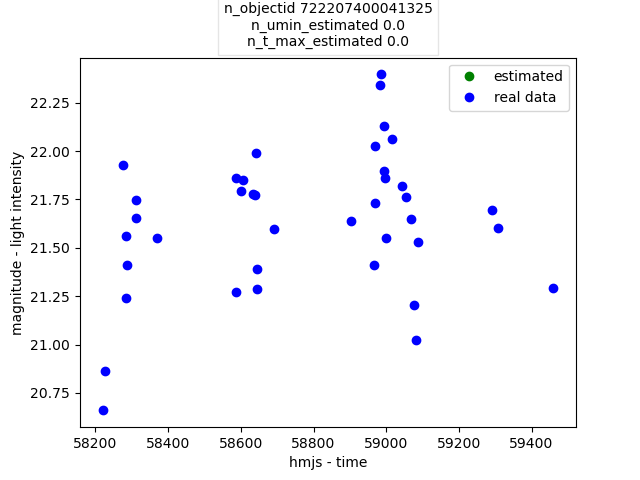 n_objectid 722207400041325
n_umin_estimated 0.0
n_t_max_estimated 0.0
estimated
real data
magnitude - light intensity
22.25
22.00
21.75
21.50
21.25
21.00
20.75
58200 58400 58600 58800 59000 59200 59400
hmjs - time